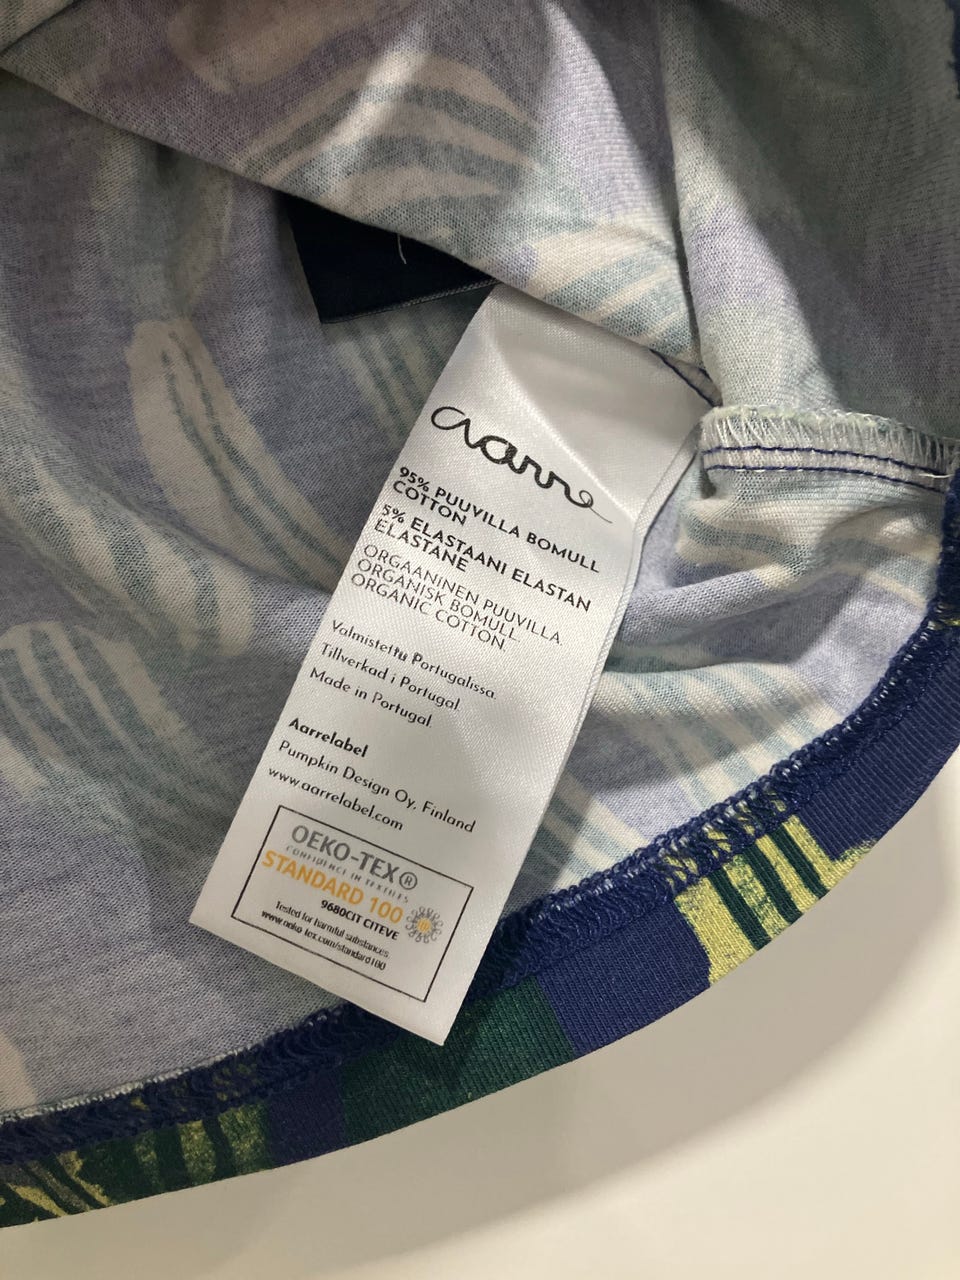 aarre
95% PUUVILLA BOMULL
COTTON
5% ELASTAANI ELASTAN
ELASTANE
ORGAANINEN PUUVILLA
ORGANISK BOMULL.
ORGANIC COTTON.
Valmistettu Portugalissa.
Tillverkad i Portugal.
Made in Portugal.
Aarrelabel
Pumpkin Design Oy, Finland
www.aarrelabel.com
OEKO-TEX®
CONFIDENCE IN TEXTILES
STANDARD 100
9680CIT CITEVE
Tested for harmful substances.
www.oeko-tex.com/standard100